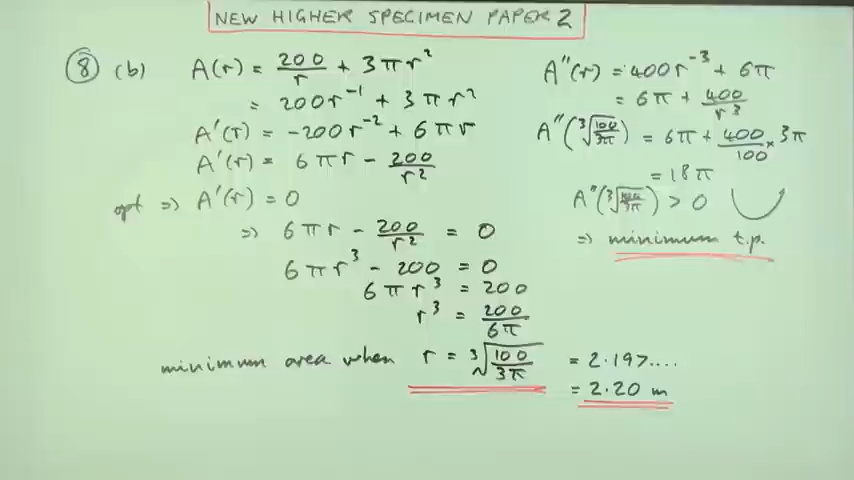 NEW HIGHER SPECIMEN PAPER 2
8 (b) A(r) = 200/r + 3πr²
= 200r⁻¹ + 3πr²
A'(r) = -200r⁻² + 6πr
A'(r) = 6πr - 200/r²
opt ⇒ A'(r) = 0
⇒ 6πr - 200/r² = 0
6πr³ - 200 = 0
6πr³ = 200
r³ = 200/6π
minimum area when r = ∛(100/3π) = 2.197....
= 2.20 m
A''(r) = 400r⁻³ + 6π
= 6π + 400/r³
A''(∛(100/3π)) = 6π + 400/100 × 3π
= 18π
A''(∛(100/3π)) > 0
⇒ minimum t.p.